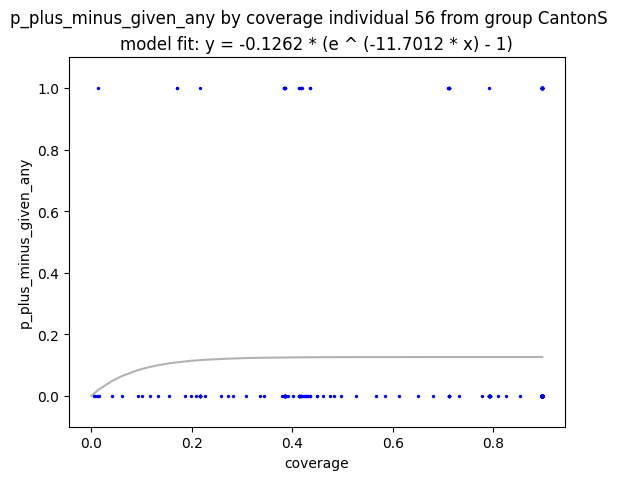 p_plus_minus_given_any by coverage individual 56 from group CantonS
model fit: y = -0.1262 * (e ^ (-11.7012 * x) - 1)
p_plus_minus_given_any
1.0
0.8
0.6
0.4
0.2
0.0
0.0 0.2 0.4 0.6 0.8
coverage